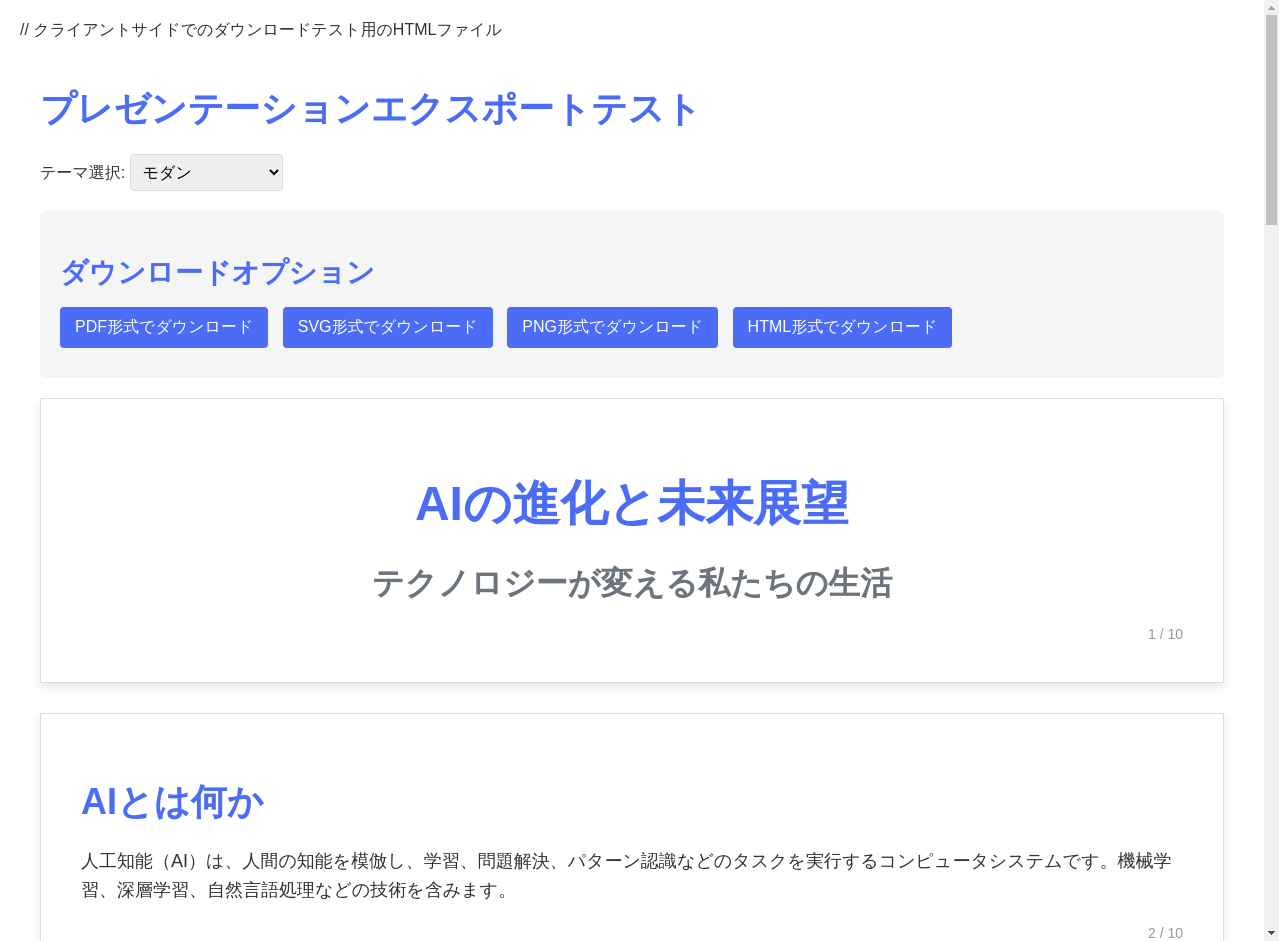 // クライアントサイドでのダウンロードテスト用のHTMLファイル
プレゼンテーションエクスポートテスト
テーマ選択: モダン
ダウンロードオプション
PDF形式でダウンロード SVG形式でダウンロード PNG形式でダウンロード HTML形式でダウンロード
AIの進化と未来展望
テクノロジーが変える私たちの生活
1 / 10
AIとは何か
人工知能（AI）は、人間の知能を模倣し、学習、問題解決、パターン認識などのタスクを実行するコンピュータシステムです。機械学
習、深層学習、自然言語処理などの技術を含みます。
2 / 10